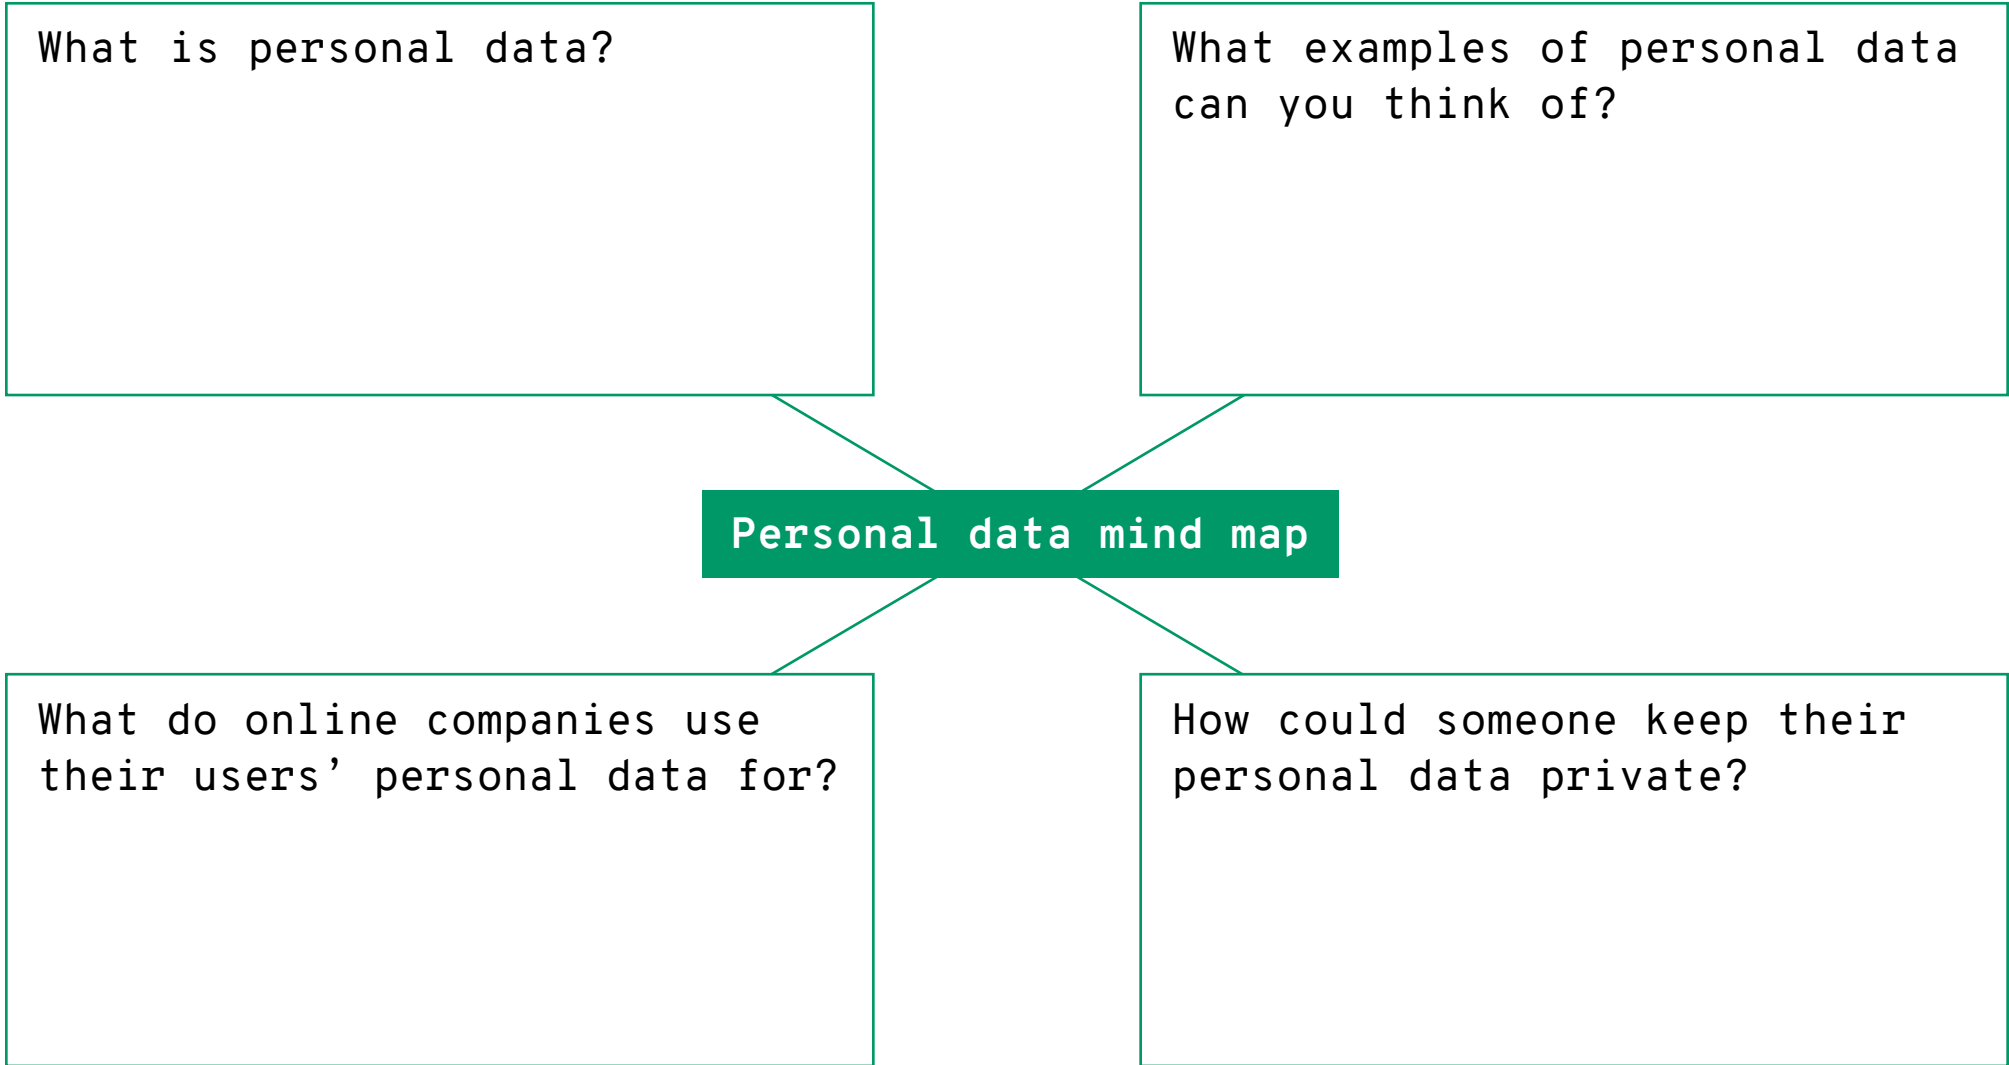 What is personal data?
What examples of personal data
can you think of?
Personal data mind map
What do online companies use
their users’ personal data for?
How could someone keep their
personal data private?